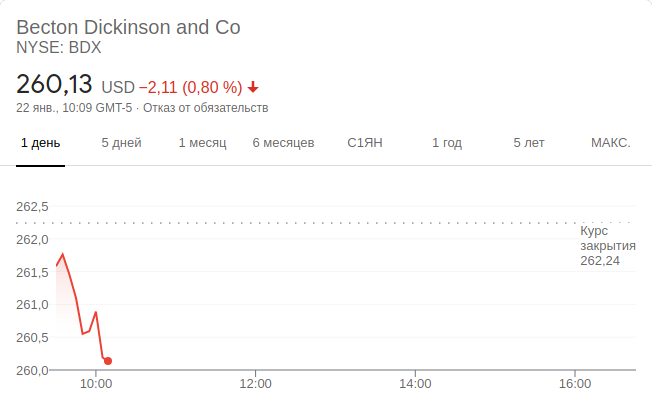 Becton Dickinson and Co
NYSE: BDX
260,13 USD −2,11 (0,80 %)
22 янв., 10:09 GMT-5 · Отказ от обязательств
1 день 5 дней 1 месяц 6 месяцев С1ЯН 1 год 5 лет МАКС.
262,5
262,0
261,5
261,0
260,5
260,0
Курс
закрытия
262,24
10:00 12:00 14:00 16:00